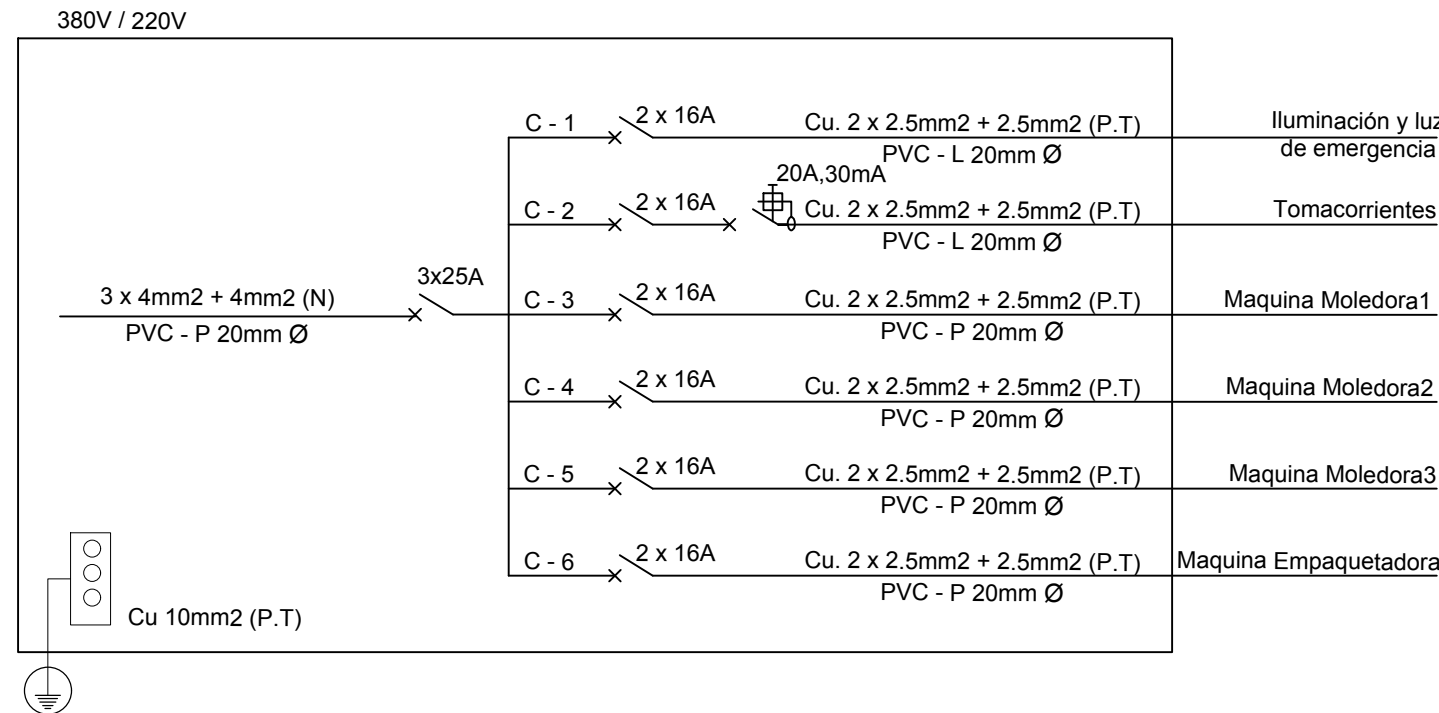 380V / 220V
C - 1
2 x 16A
Cu. 2 x 2.5mm2 + 2.5mm2 (P.T)
PVC - L 20mm Ø
Iluminación y luz
de emergencia
20A,30mA
C - 2
2 x 16A
Cu. 2 x 2.5mm2 + 2.5mm2 (P.T)
PVC - L 20mm Ø
Tomacorrientes
3 x 4mm2 + 4mm2 (N)
PVC - P 20mm Ø
3x25A
C - 3
2 x 16A
Cu. 2 x 2.5mm2 + 2.5mm2 (P.T)
PVC - P 20mm Ø
Maquina Moledora1
C - 4
2 x 16A
Cu. 2 x 2.5mm2 + 2.5mm2 (P.T)
PVC - P 20mm Ø
Maquina Moledora2
C - 5
2 x 16A
Cu. 2 x 2.5mm2 + 2.5mm2 (P.T)
PVC - P 20mm Ø
Maquina Moledora3
C - 6
2 x 16A
Cu. 2 x 2.5mm2 + 2.5mm2 (P.T)
PVC - P 20mm Ø
Maquina Empaquetadora
Cu 10mm2 (P.T)